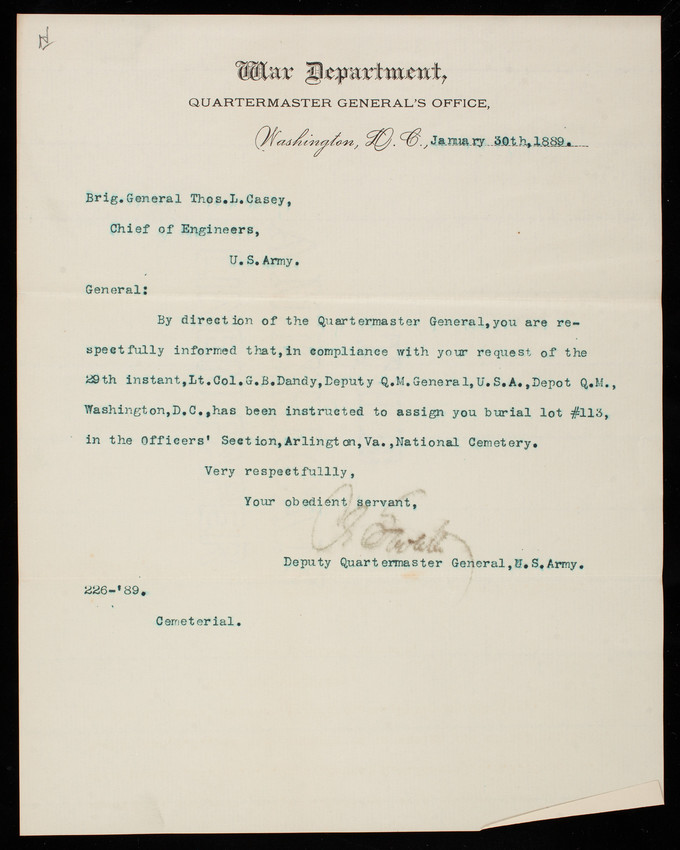 War Department,
QUARTERMASTER GENERAL'S OFFICE,
Washington, D. C., January 30th,1889.
Brig.General Thos.L.Casey,
Chief of Engineers,
U.S.Army.
General:
By direction of the Quartermaster General,you are re-
spectfully informed that,in compliance with your request of the
29th instant,Lt.Col.G.B.Dandy,Deputy Q.M.General,U.S.A.,Depot Q.M.,
Washington,D.C.,has been instructed to assign you burial lot #113,
in the Officers' Section,Arlington,Va.,National Cemetery.
Very respectfullly,
Your obedient servant,
Deputy Quartermaster General,U.S.Army.
226-'89.
Cemeterial.